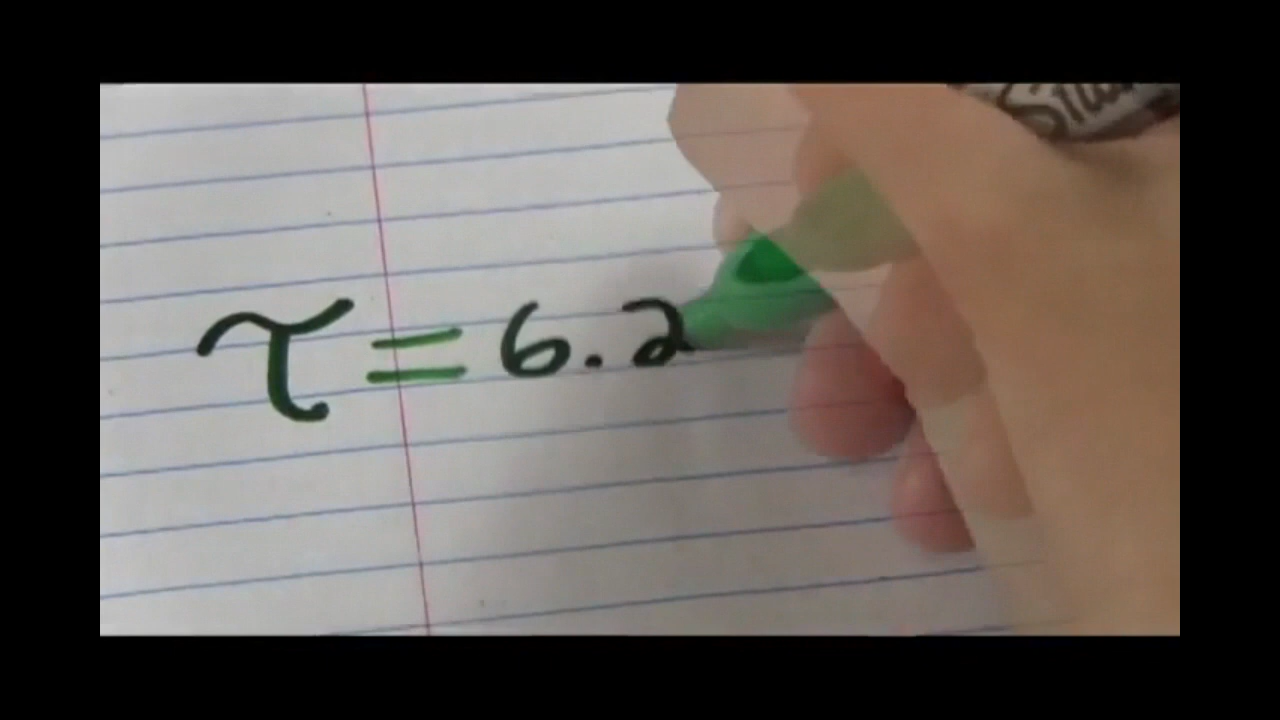 τ = 6.2